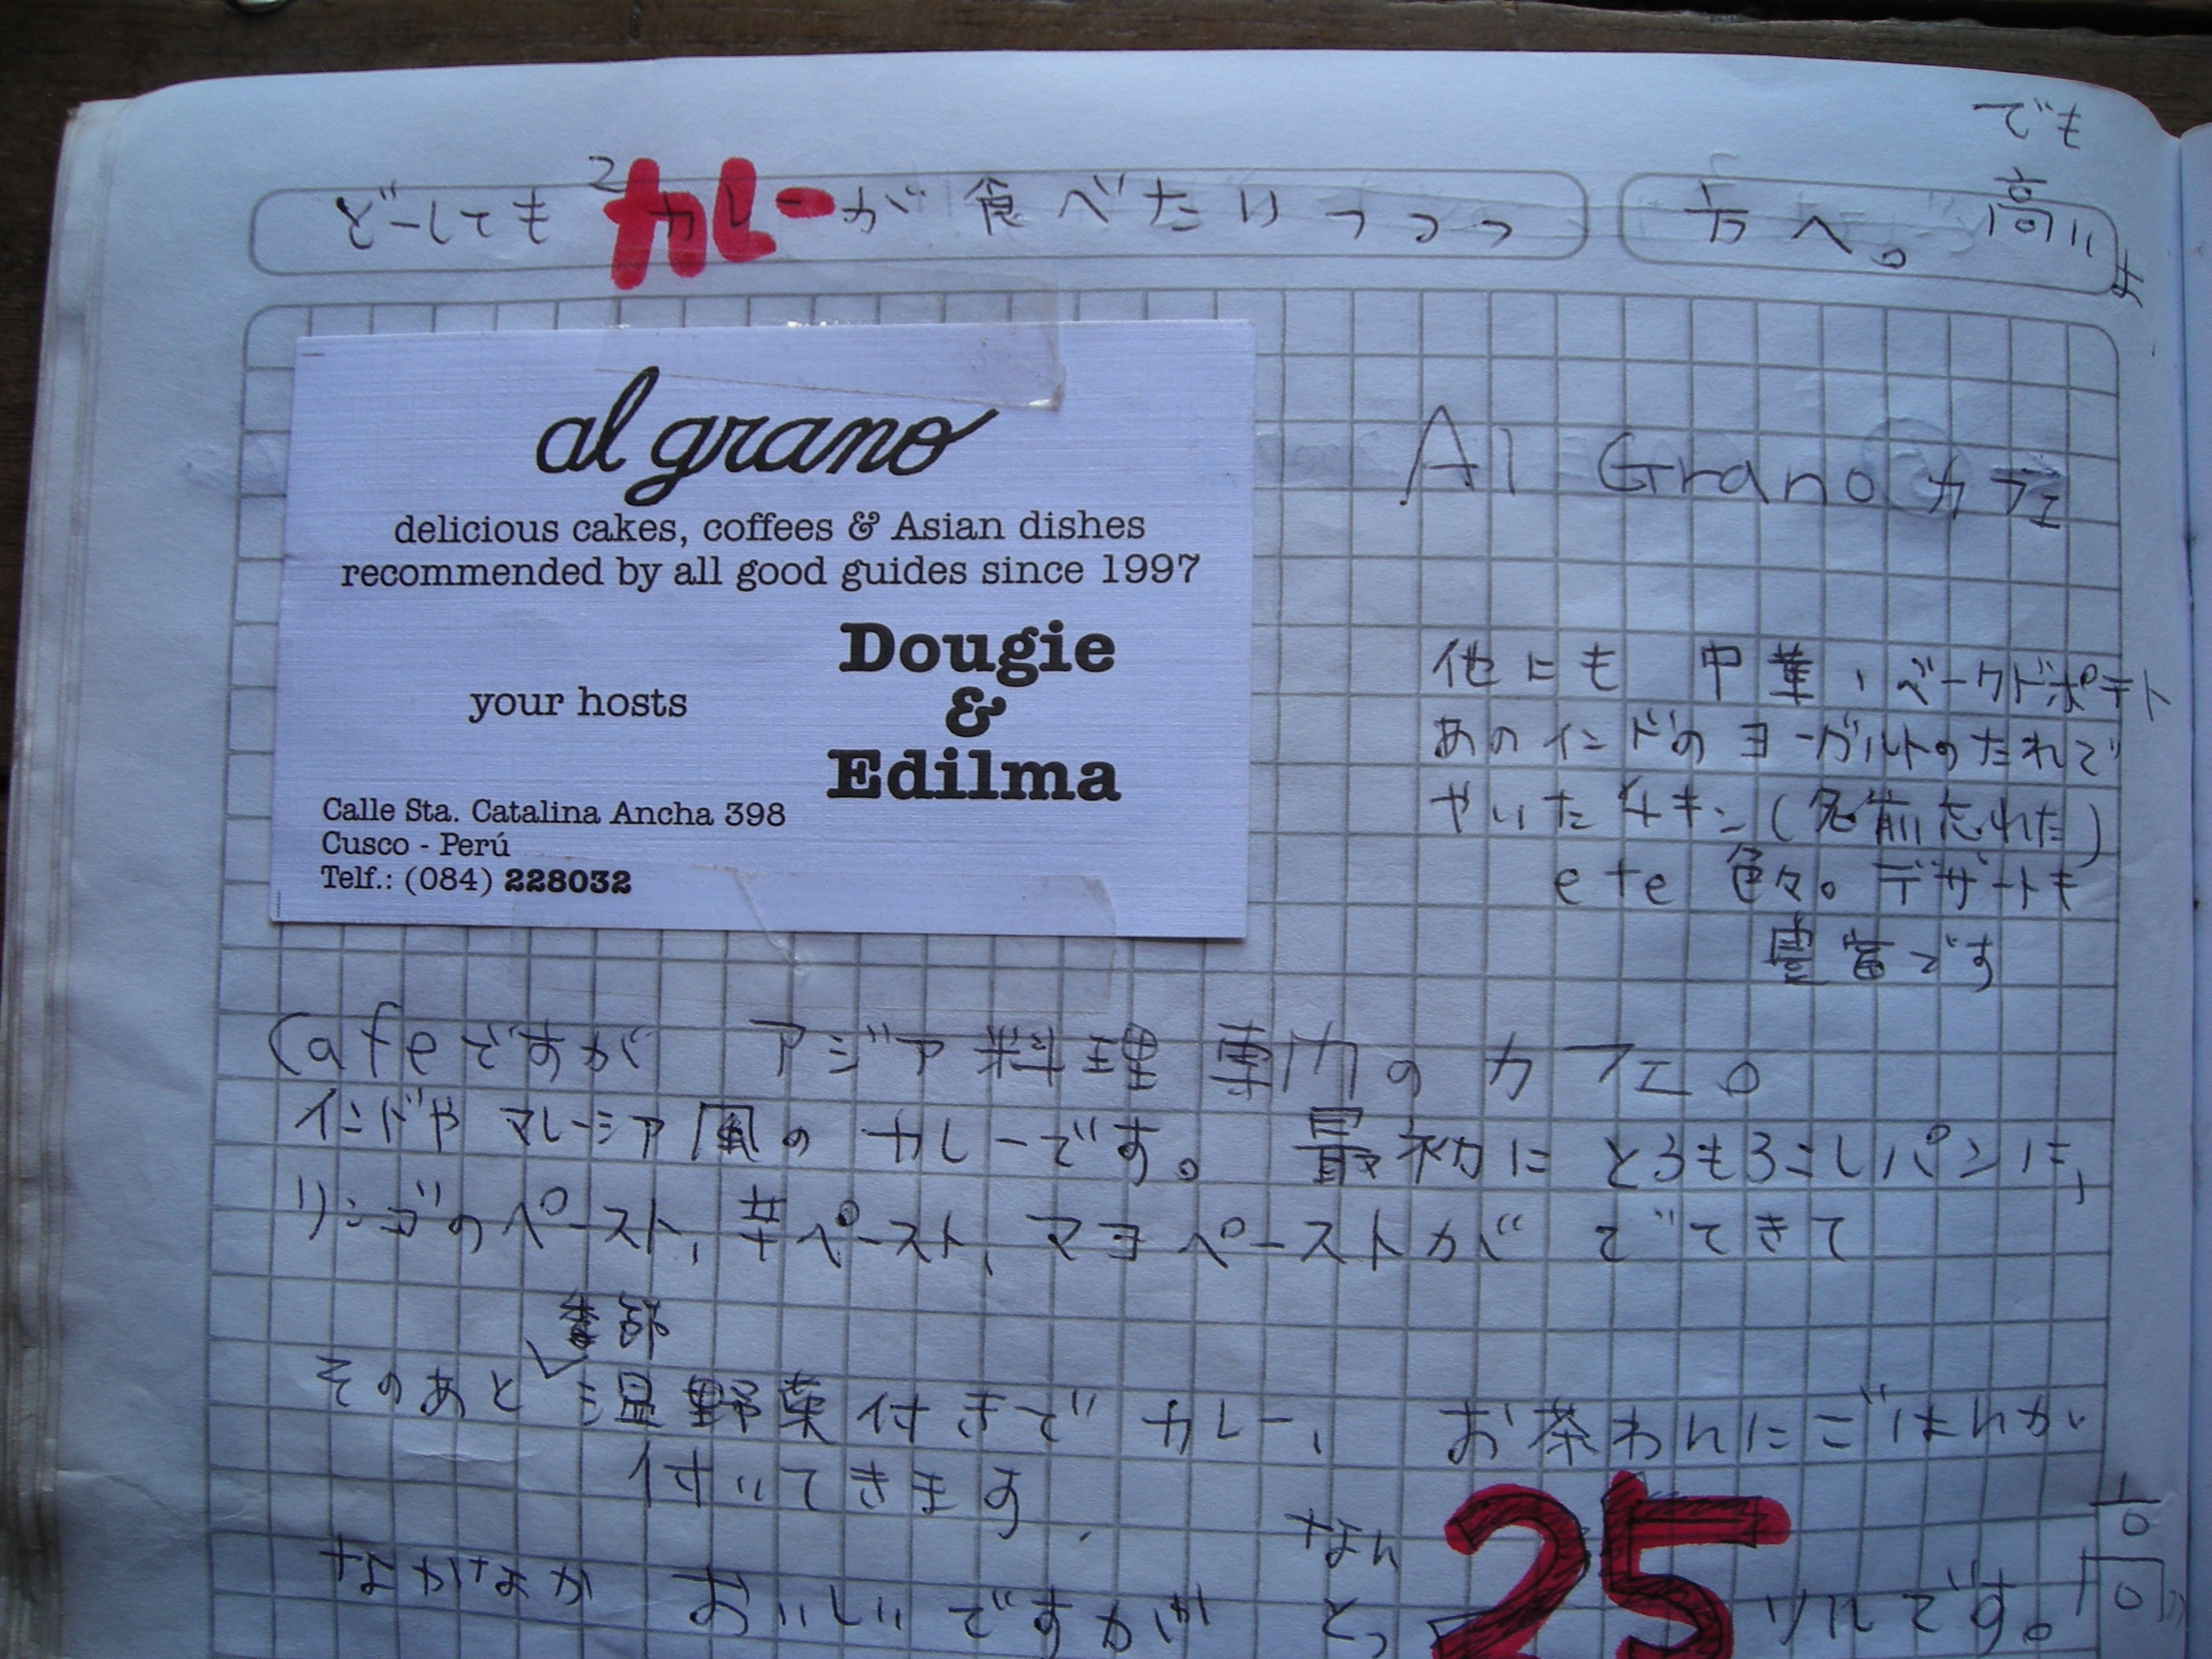 でも
どーしてもカレーが食べたいっっっ 方へ。 高いよ
al grano
delicious cakes, coffees & Asian dishes
recommended by all good guides since 1997
your hosts
Dougie
&
Edilma
Calle Sta. Catalina Ancha 398
Cusco - Perú
Telf.: (084) 228032
Al Grano カフェ
他にも 中華、ベークドポテト
あのインドのヨーガルトのたれで
やいたチキン(名前忘れた)
etc 色々。デザートも
豊富です
Cafeですが アジア料理専門のカフェ。
インドやマレーシア風のカレーです。 最初にとうもろこしパンに、
リンゴのペースト、辛ペースト、マヨペーストが でてきて
そのあと 温野菜付きで カレー、 お茶わんにごはんが
付いてきます
なかなか おいしいですが なんと、25ソルです。